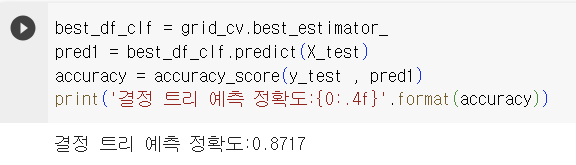 best_df_clf = grid_cv.best_estimator_
pred1 = best_df_clf.predict(X_test)
accuracy = accuracy_score(y_test , pred1)
print('결정 트리 예측 정확도:{0:.4f}'.format(accuracy))
결정 트리 예측 정확도:0.8717